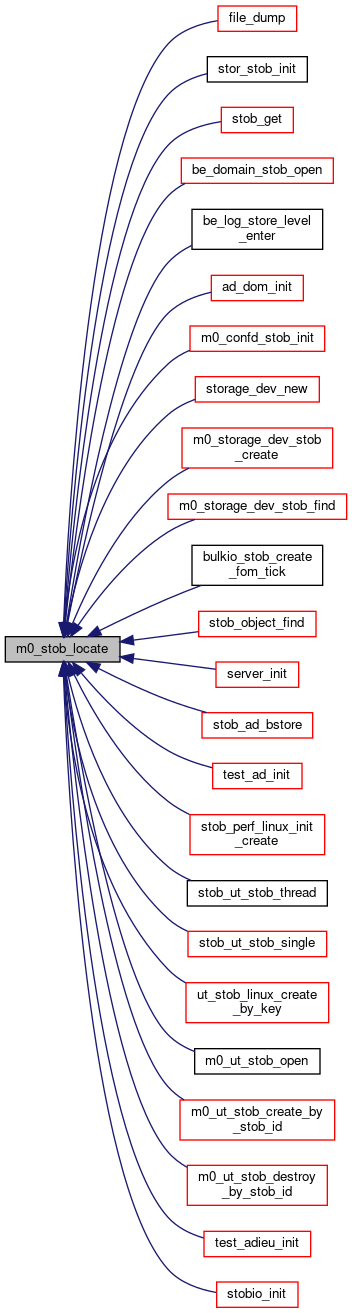 file_dump
stor_stob_init
stob_get
be_domain_stob_open
be_log_store_level
_enter
ad_dom_init
m0_confd_stob_init
storage_dev_new
m0_storage_dev_stob
_create
m0_storage_dev_stob_find
bulkio_stob_create
_fom_tick
stob_object_find
m0_stob_locate
server_init
stob_ad_bstore
test_ad_init
stob_perf_linux_init
_create
stob_ut_stob_thread
stob_ut_stob_single
ut_stob_linux_create
_by_key
m0_ut_stob_open
m0_ut_stob_create_by
_stob_id
m0_ut_stob_destroy
_by_stob_id
test_adieu_init
stobio_init